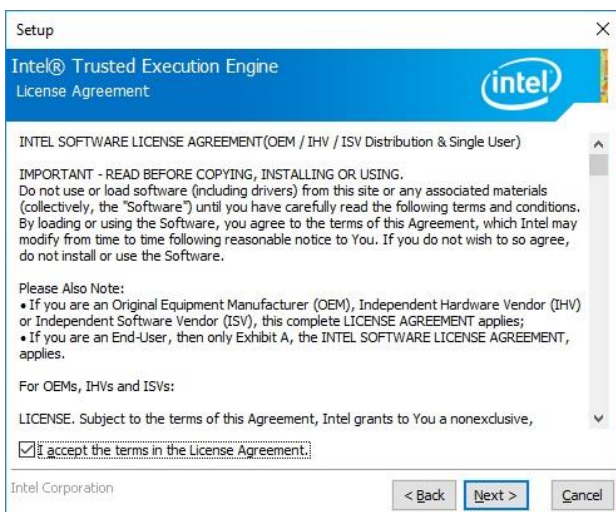 Setup
Intel® Trusted Execution Engine
License Agreement
intel
INTEL SOFTWARE LICENSE AGREEMENT(OEM / IHV / ISV Distribution & Single User)
IMPORTANT - READ BEFORE COPYING, INSTALLING OR USING.
Do not use or load software (including drivers) from this site or any associated materials
(collectively, the "Software") until you have carefully read the following terms and conditions.
By loading or using the Software, you agree to the terms of this Agreement, which Intel may
modify from time to time following reasonable notice to You. If you do not wish to so agree,
do not install or use the Software.
Please Also Note:
• If you are an Original Equipment Manufacturer (OEM), Independent Hardware Vendor (IHV)
or Independent Software Vendor (ISV), this complete LICENSE AGREEMENT applies;
• If you are an End-User, then only Exhibit A, the INTEL SOFTWARE LICENSE AGREEMENT,
applies.
For OEMs, IHVs and ISVs:
LICENSE. Subject to the terms of this Agreement, Intel grants to You a nonexclusive,
I accept the terms in the License Agreement.
Intel Corporation
< Back Next > Cancel